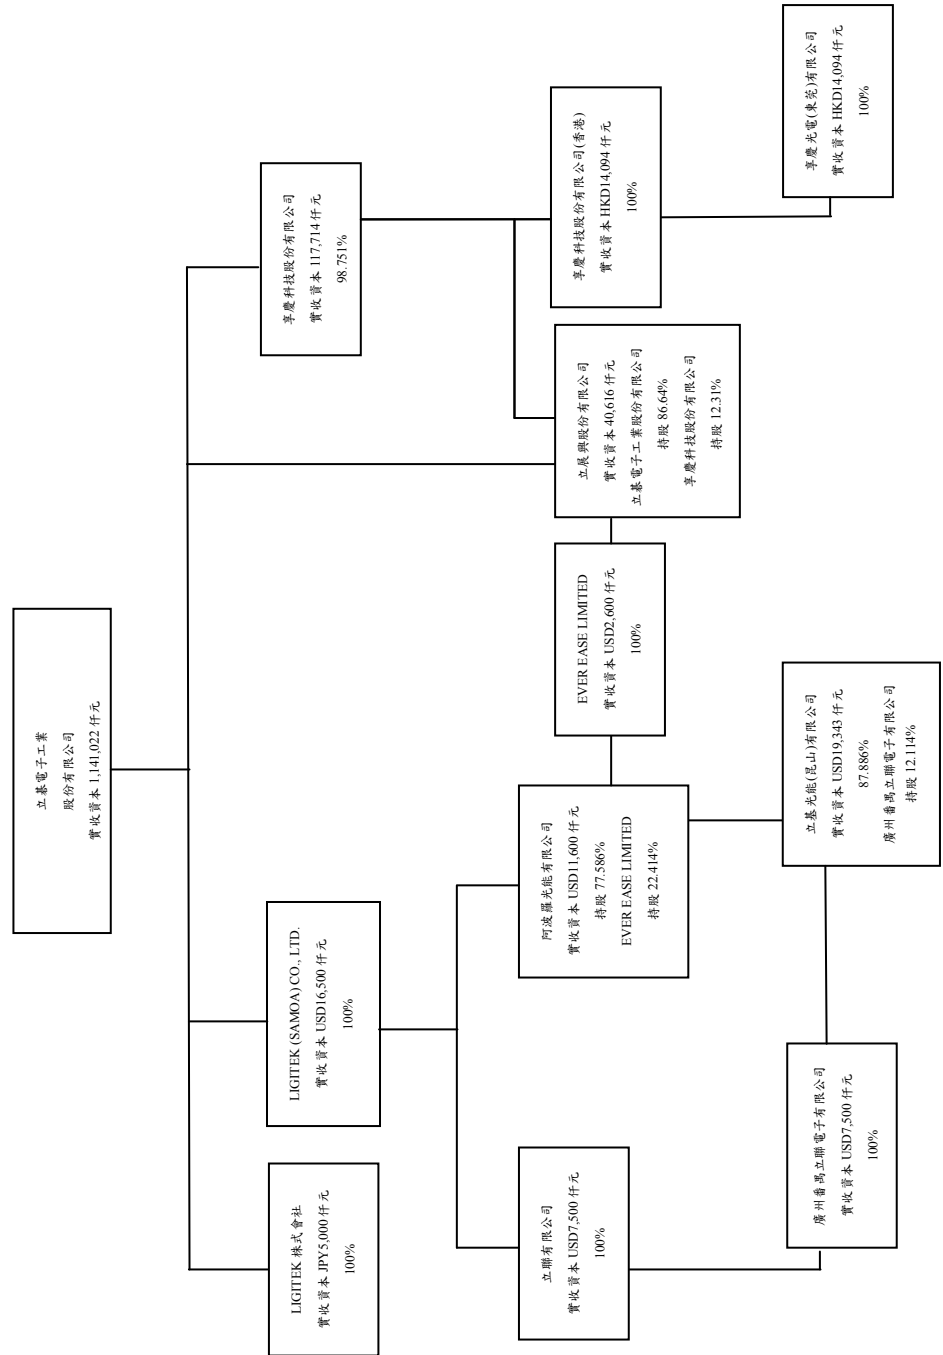 立碁電子工業
股份有限公司
實收資本 1,141,022 仟元
LIGITEK 株式會社
實收資本 JPY5,000 仟元
100%
LIGITEK (SAMOA) CO., LTD.
實收資本 USD16,500 仟元
100%
享慶科技股份有限公司
實收資本 117,714 仟元
98.751%
立聯有限公司
實收資本 USD7,500 仟元
100%
阿波羅光能有限公司
實收資本 USD11,600 仟元
持股 77.586%
EVER EASE LIMITED
持股 22.414%
EVER EASE LIMITED
實收資本 USD2,600 仟元
100%
立晨興股份有限公司
實收資本 40,616 仟元
立碁電子工業股份有限公司
持股 86.64%
享慶科技股份有限公司
持股 12.31%
享慶科技股份有限公司(香港)
實收資本 HKD14,094 仟元
100%
廣州番禺立聯電子有限公司
實收資本 USD7,500 仟元
100%
立基光能(昆山)有限公司
實收資本 USD19,343 仟元
87.886%
廣州番禺立聯電子有限公司
持股 12.114%
享慶光電(東莞)有限公司
實收資本 HKD14,094 仟元
100%